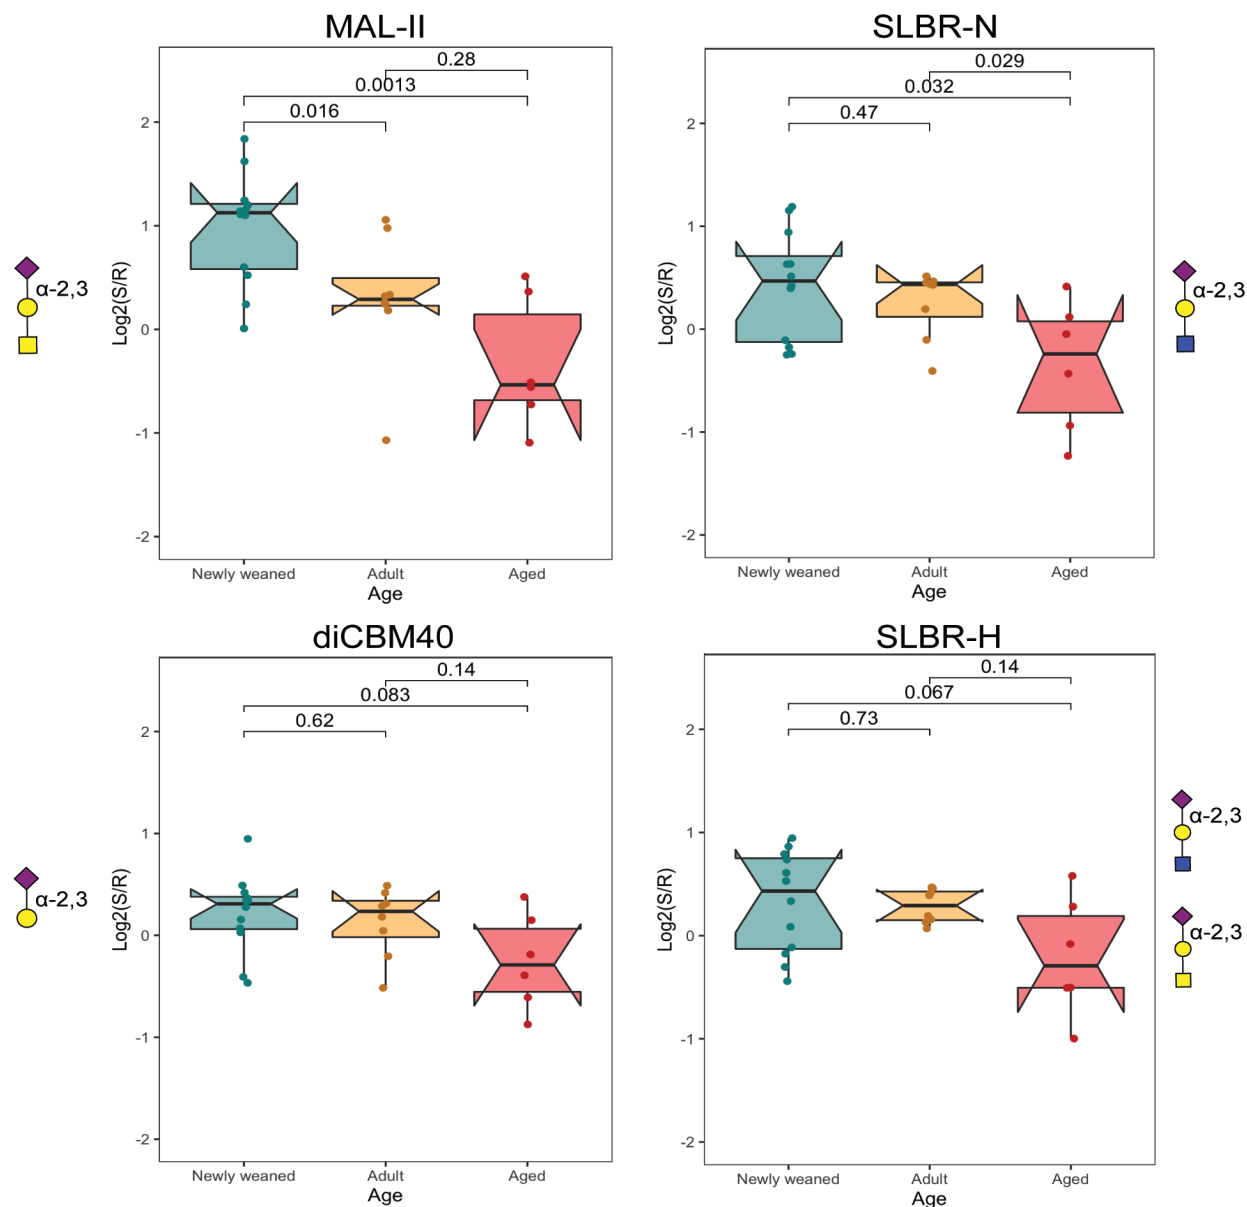 MAL-II
0.28
0.0013
0.016
2
1
0
-1
-2
Log2(S/R)
α-2,3
Newly weaned
Adult
Aged
Age
SLBR-N
0.029
0.032
0.47
2
1
0
-1
-2
Log2(S/R)
α-2,3
Newly weaned
Adult
Aged
Age
diCBM40
0.14
0.083
0.62
2
1
0
-1
-2
Log2(S/R)
α-2,3
Newly weaned
Adult
Aged
Age
SLBR-H
0.14
0.067
0.73
2
1
0
-1
-2
Log2(S/R)
α-2,3
α-2,3
Newly weaned
Adult
Aged
Age